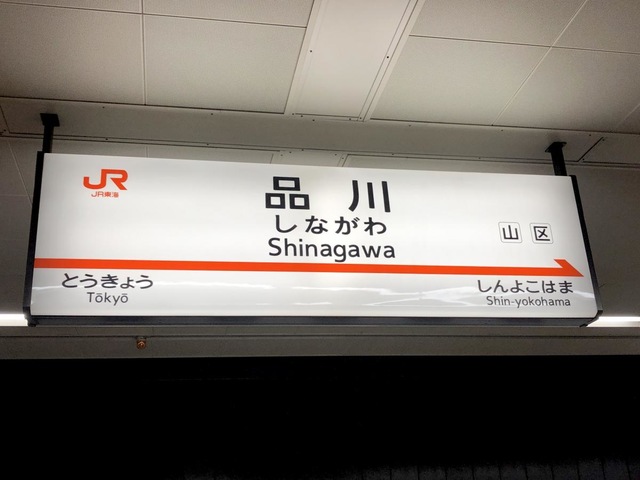 JR
JR東海
品川
しながわ
Shinagawa
山 区
とうきょう
Tōkyō
しんよこはま
Shin-yokohama